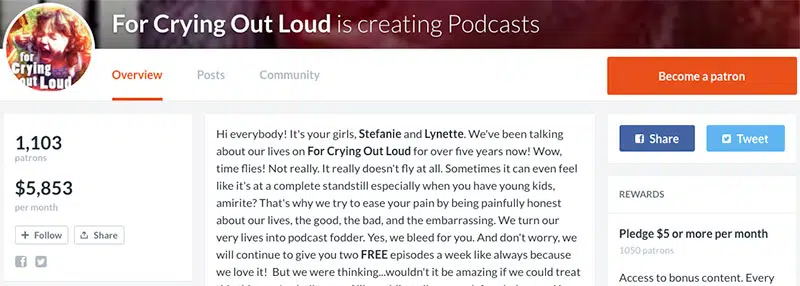 For Crying Out Loud is creating Podcasts
for
Crying
out Loud
Overview
Posts
Community
Become a patron
1,103
patrons
$5,853
per month
+ Follow
Share
Hi everybody! It's your girls, Stefanie and Lynette. We've been talking
about our lives on For Crying Out Loud for over five years now! Wow,
time flies! Not really. It really doesn't fly at all. Sometimes it can even feel
like it's at a complete standstill especially when you have young kids,
amirite? That's why we try to ease your pain by being painfully honest
about our lives, the good, the bad, and the embarrassing. We turn our
very lives into podcast fodder. Yes, we bleed for you. And don't worry, we
will continue to give you two FREE episodes a week like always because
we love it! But we were thinking...wouldn't it be amazing if we could treat
Share
Tweet
REWARDS
Pledge $5 or more per month
1050 patrons
Access to bonus content. Every